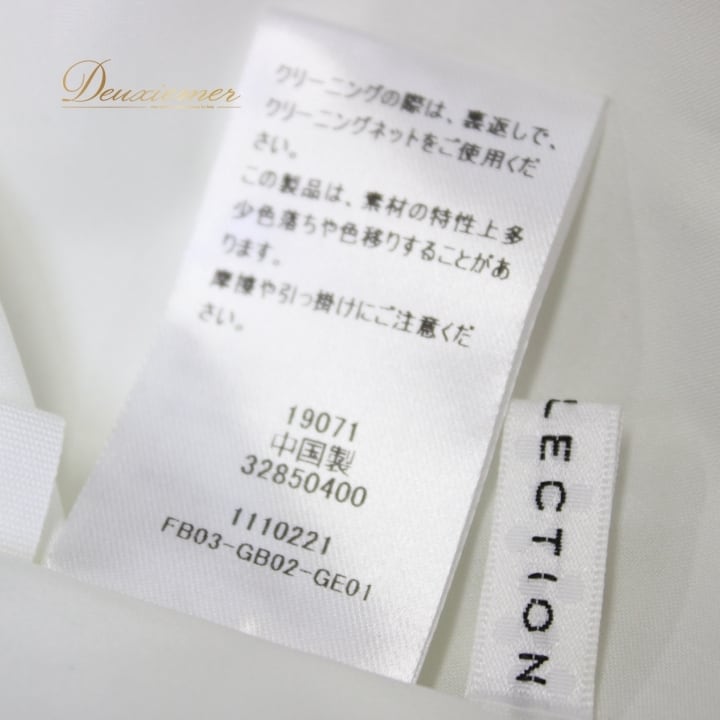 Deuxiemer
クリーニングの際は、裏返しで、
クリーニングネットをご使用くだ
さい。
この製品は、素材の特性上多
少色落ちや色移りすることがあ
ります。
摩擦や引っ掛けにご注意くだ
さい。
19071
中国製
32850400
1110221
FB03-GB02-GE01
LECTION